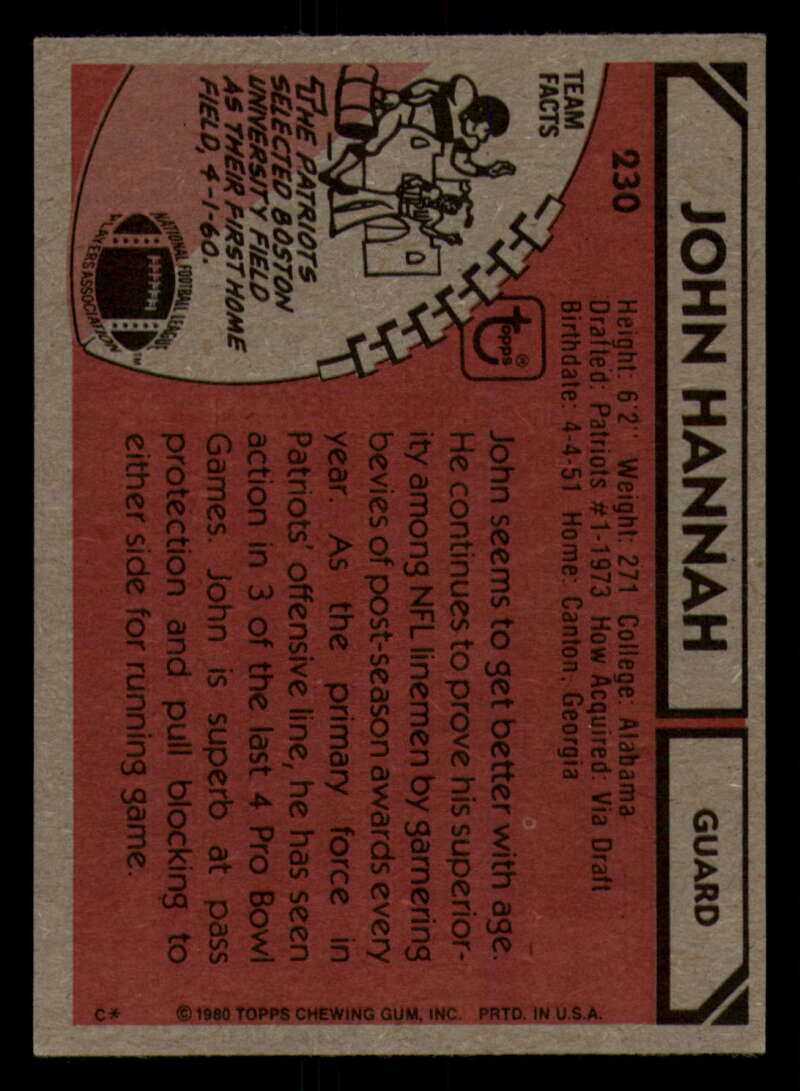 JOHN HANNAH
GUARD
230
Height: 6'2" Weight: 271 College: Alabama
Drafted: Patriots #1-1973 How Acquired: Via Draft
Birthdate: 4-4-51 Home: Canton, Georgia
TEAM
FACTS
THE PATRIOTS
SELECTED BOSTON
UNIVERSITY FIELD
AS THEIR FIRST HOME
FIELD, 4-1-60.
NATIONAL FOOTBALL LEAGUE
PLAYERS ASSOCIATION
TM
Topps®
John seems to get better with age.
He continues to prove his superior-
ity among NFL linemen by garnering
bevies of post-season awards every
year. As the primary force in
Patriots' offensive line, he has seen
action in 3 of the last 4 Pro Bowl
Games. John is superb at pass
protection and pull blocking to
either side for running game.
© 1980 TOPPS CHEWING GUM, INC. PRTD. IN U.S.A.
C*